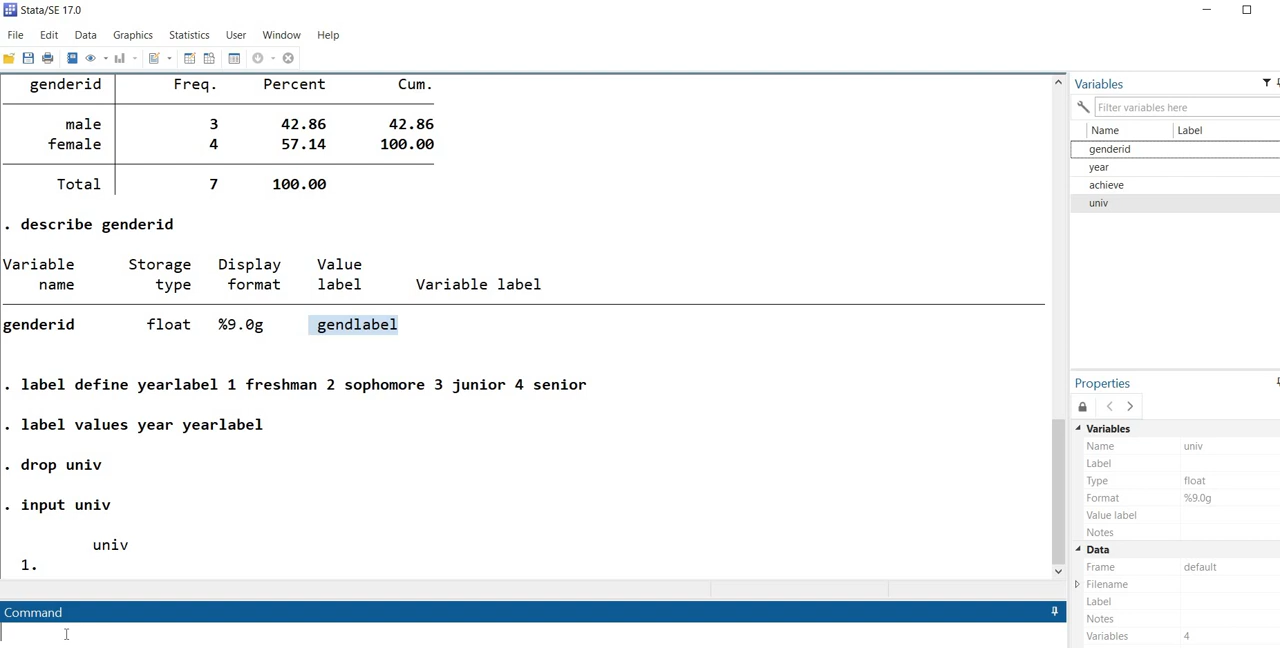 Stata/SE 17.0
File Edit Data Graphics Statistics User Window Help
genderid Freq. Percent Cum.
male 3 42.86 42.86
female 4 57.14 100.00
Total 7 100.00
. describe genderid
Variable Storage Display Value
name type format label Variable label
genderid float %9.0g gendlabel
. label define yearlabel 1 freshman 2 sophomore 3 junior 4 senior
. label values year yearlabel
. drop univ
. input univ
univ
1.
Command
Variables
Filter variables here
Name Label
genderid
year
achieve
univ
Properties
Variables
Name univ
Label
Type float
Format %9.0g
Value label
Notes
Data
Frame default
Filename
Label
Notes
Variables 4